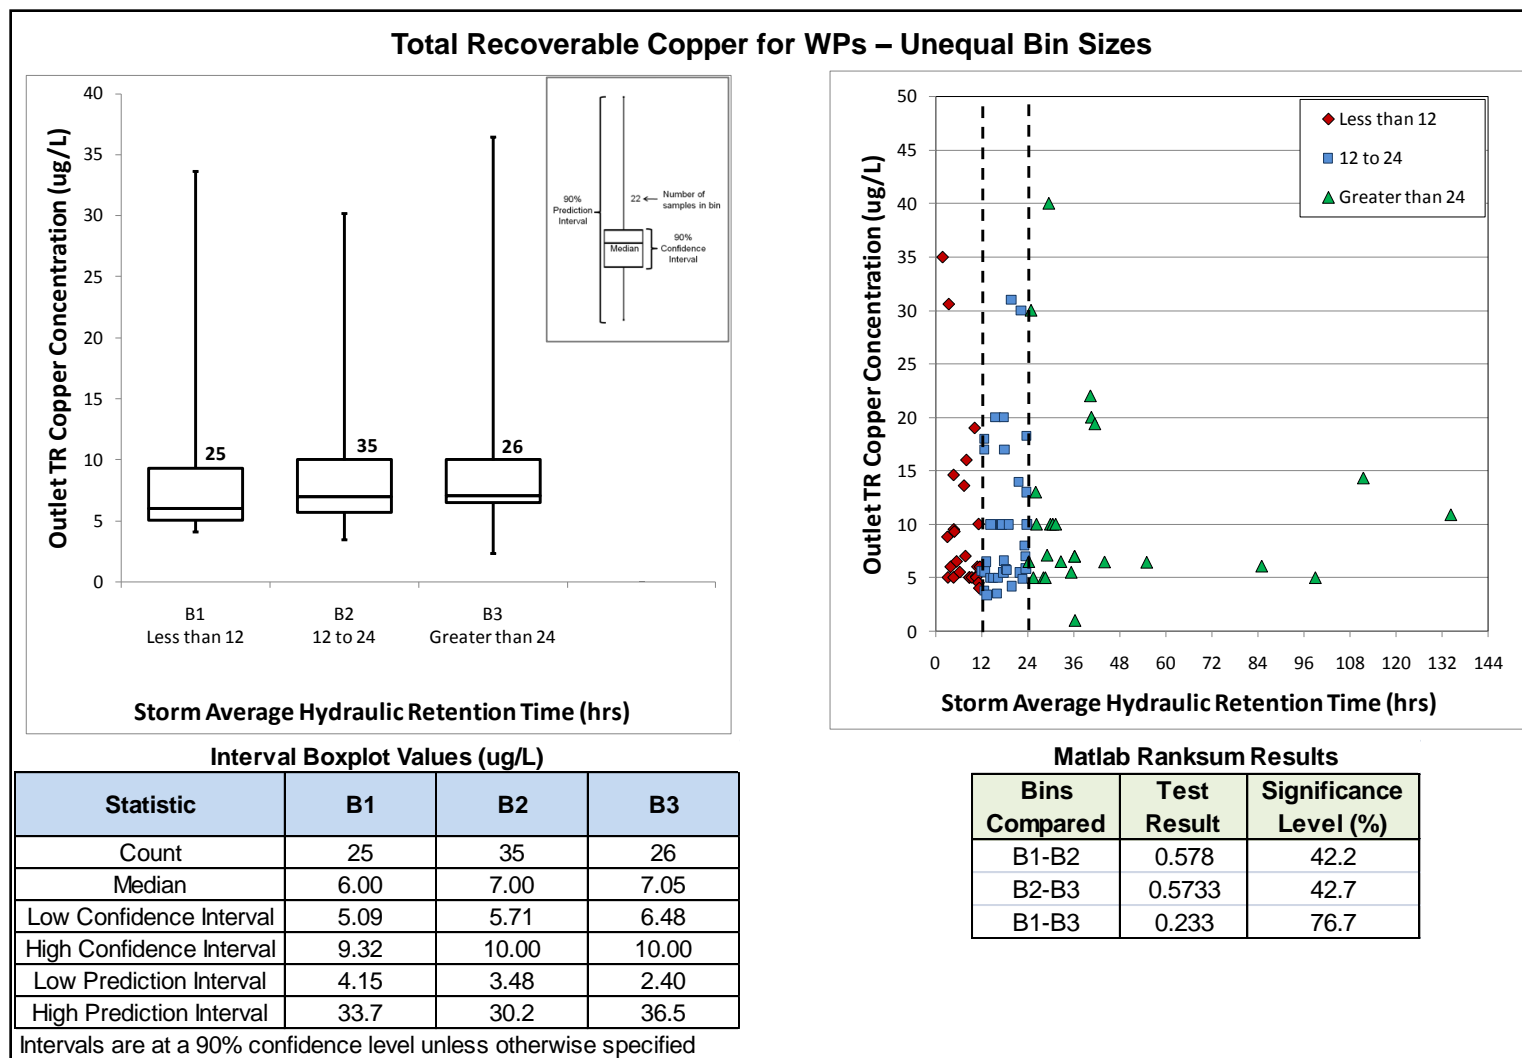 Total Recoverable Copper for WPs – Unequal Bin Sizes
Outlet TR Copper Concentration (ug/L)
40
35
30
25
20
15
10
5
0
25
35
26
B1
Less than 12
B2
12 to 24
B3
Greater than 24
Storm Average Hydraulic Retention Time (hrs)
90%
Prediction
Interval
22
Number of
samples in bin
Median
90%
Confidence
Interval
Outlet TR Copper Concentration (ug/L)
50
45
40
35
30
25
20
15
10
5
0
Less than 12
12 to 24
Greater than 24
0 12 24 36 48 60 72 84 96 108 120 132 144
Storm Average Hydraulic Retention Time (hrs)
Interval Boxplot Values (ug/L)
Statistic B1 B2 B3
Count 25 35 26
Median 6.00 7.00 7.05
Low Confidence Interval 5.09 5.71 6.48
High Confidence Interval 9.32 10.00 10.00
Low Prediction Interval 4.15 3.48 2.40
High Prediction Interval 33.7 30.2 36.5
Intervals are at a 90% confidence level unless otherwise specified
Matlab Ranksum Results
Bins Test Significance
Compared Result Level (%)
B1-B2 0.578 42.2
B2-B3 0.5733 42.7
B1-B3 0.233 76.7